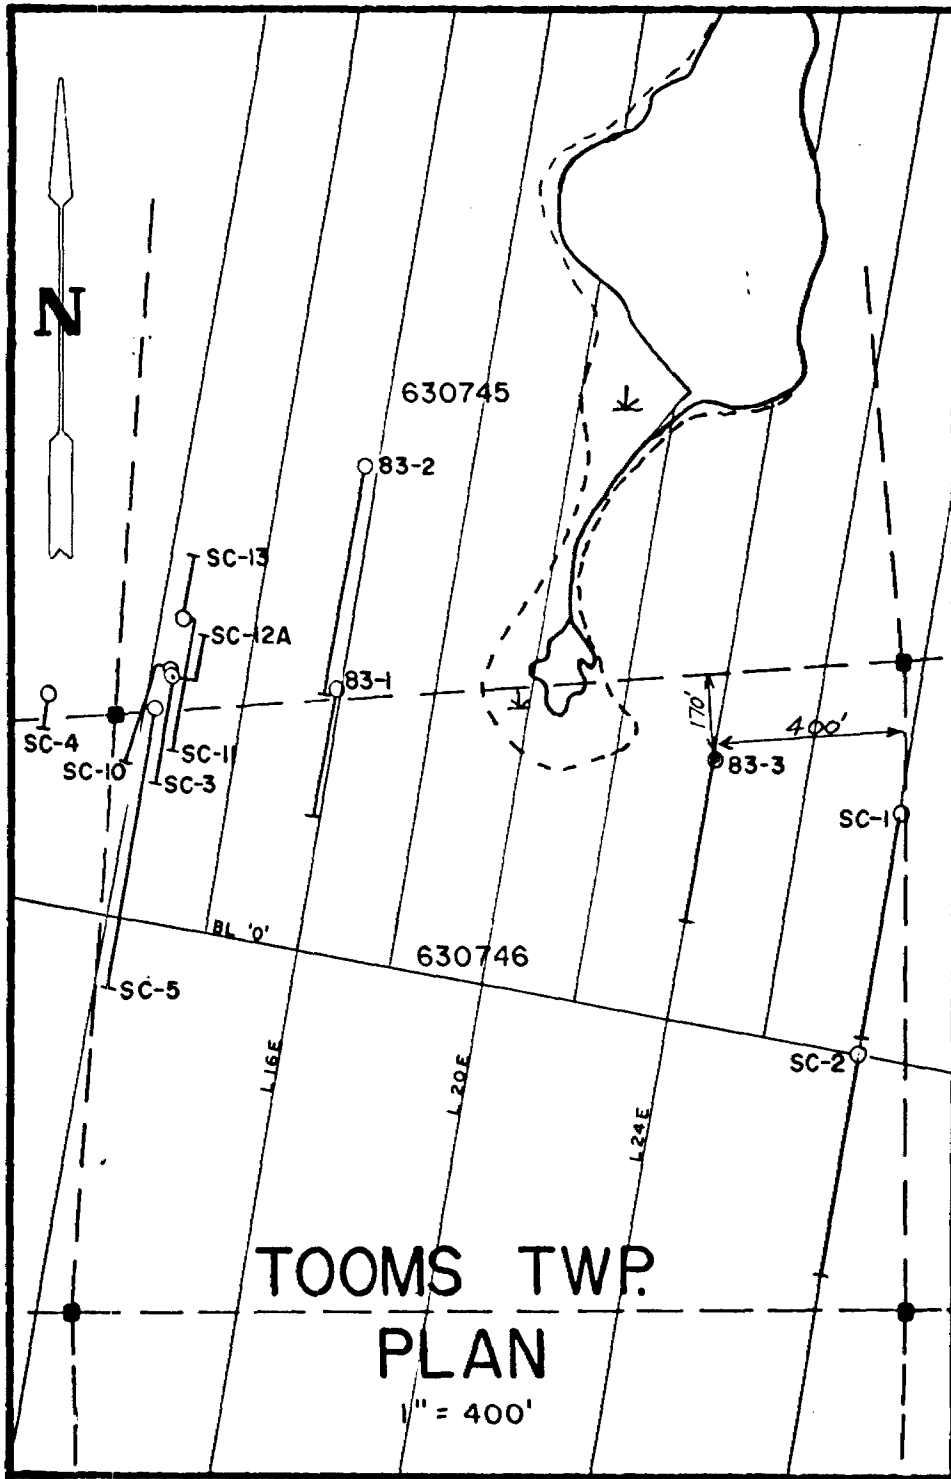 N
630745
83-2
SC-13
SC-12A
83-1
SC-4
SC-10
SC-11
SC-3
170'
400'
83-3
SC-1
BL 'O'
630746
SC-5
SC-2
L16E
L20E
L24E
TOOMS TWP.
PLAN
1" = 400'